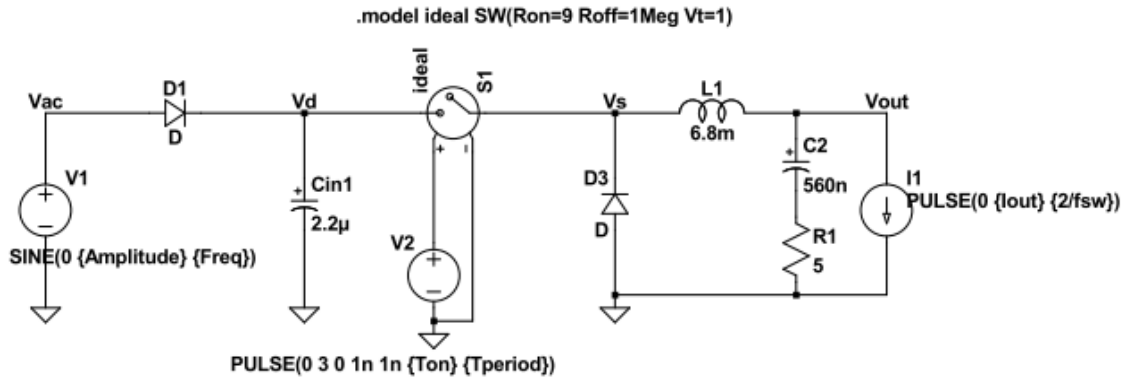 .model ideal SW(Ron=9 Roff=1Meg Vt=1)
ideal
S1
D1
L1
Vac
Vd
Vs
Vout
D
6.8m
C2
V1
Cin1
D3
560n
I1
2.2µ
PULSE(0 {Iout} {2/fsw})
V2
D
R1
SINE(0 {Amplitude} {Freq})
5
PULSE(0 3 0 1n 1n {Ton} {Tperiod})